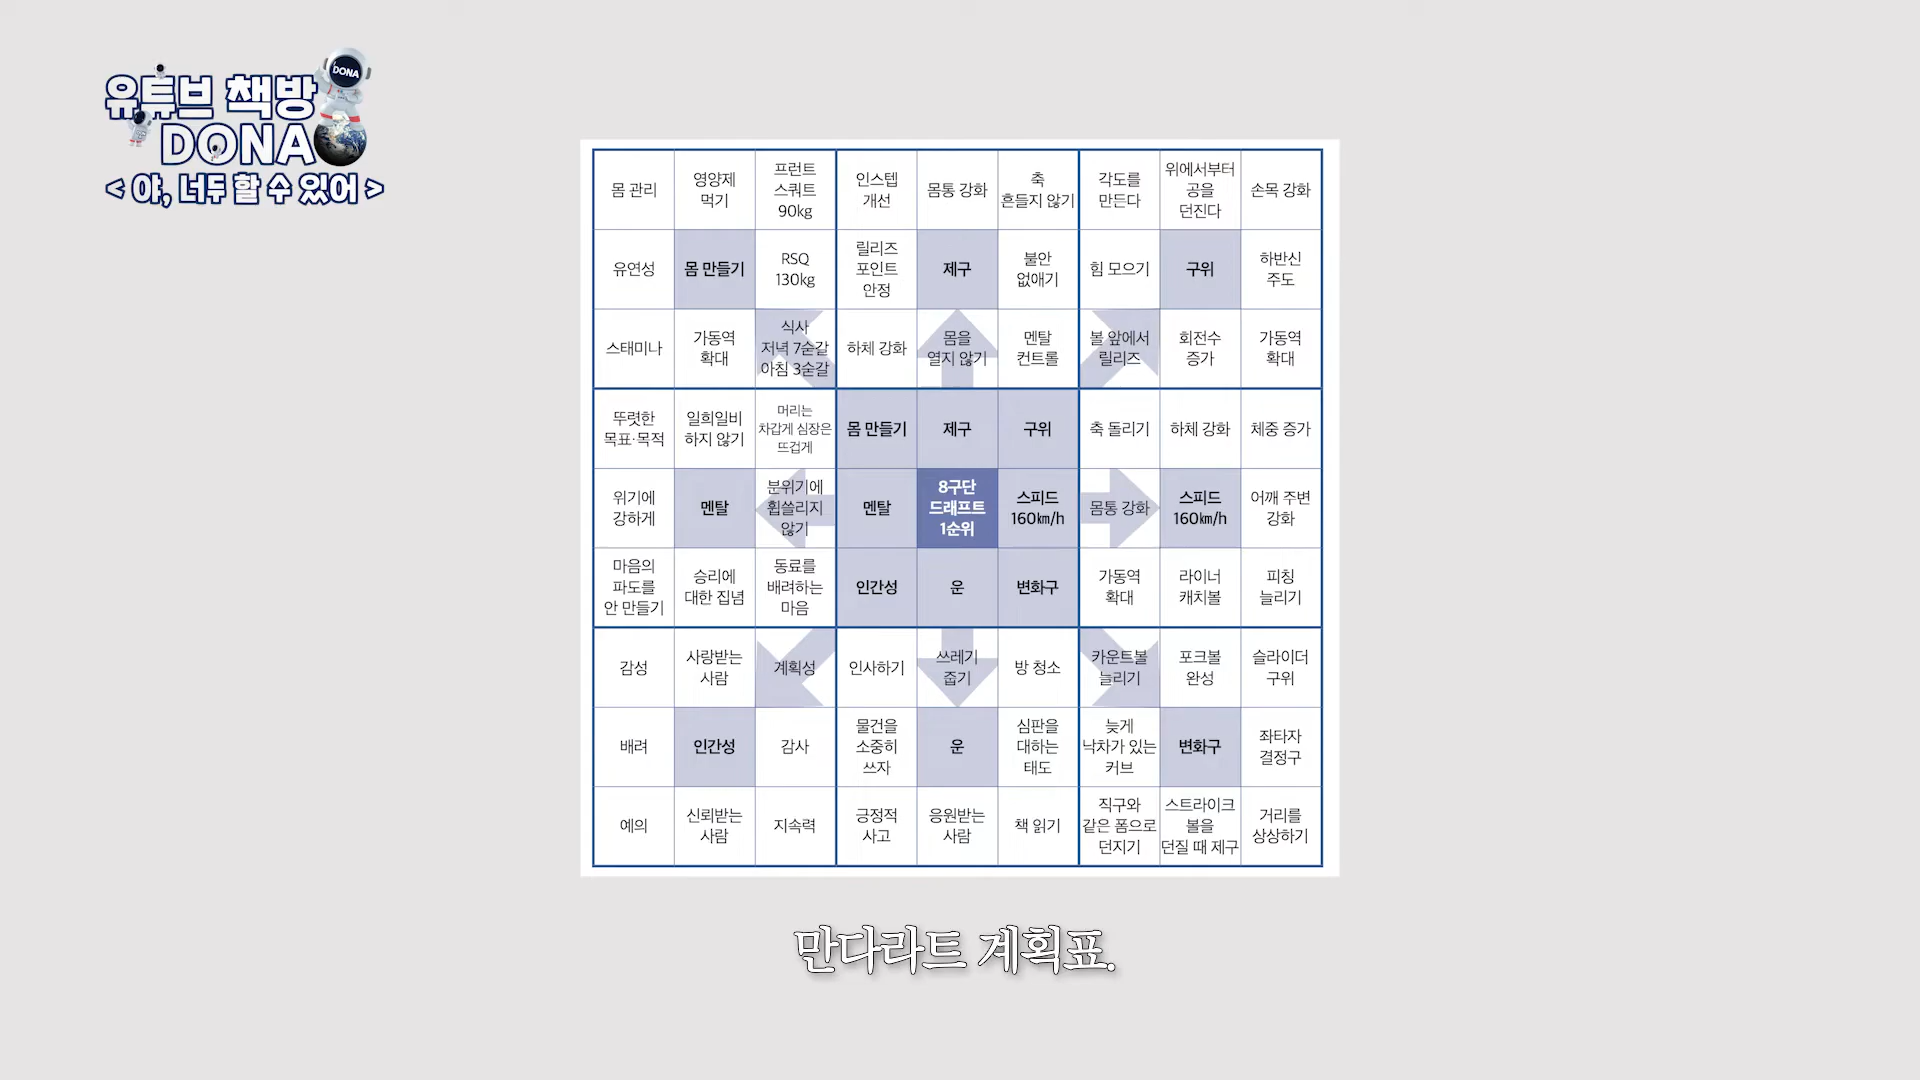 유튜브 책방
DONA
DONA
< 야, 너두 할 수 있어 >
몸 관리
영양제
먹기
프런트
스쿼트
90kg
인스텝
개선
몸통 강화
축
흔들지 않기
각도를
만든다
위에서부터
공을
던진다
손목 강화
유연성
몸 만들기
RSQ
130kg
릴리즈
포인트
안정
제구
불안
없애기
힘 모으기
구위
하반신
주도
스태미나
가동역
확대
식사
저녁 7숟갈
아침 3숟갈
하체 강화
몸을
열지 않기
멘탈
컨트롤
볼 앞에서
릴리즈
회전수
증가
가동역
확대
뚜렷한
목표·목적
일희일비
하지 않기
머리는
차갑게 심장은
뜨겁게
몸 만들기
제구
구위
축 돌리기
하체 강화
체중 증가
위기에
강하게
멘탈
분위기에
휩쓸리지
않기
멘탈
8구단
드래프트
1순위
스피드
160㎞/h
몸통 강화
스피드
160㎞/h
어깨 주변
강화
마음의
파도를
안 만들기
승리에
대한 집념
동료를
배려하는
마음
인간성
운
변화구
가동역
확대
라이너
캐치볼
피칭
늘리기
감성
사랑받는
사람
계획성
인사하기
쓰레기
줍기
방 청소
카운트볼
늘리기
포크볼
완성
슬라이더
구위
배려
인간성
감사
물건을
소중히
쓰자
운
심판을
대하는
태도
늦게
낙차가 있는
커브
변화구
좌타자
결정구
예의
신뢰받는
사람
지속력
긍정적
사고
응원받는
사람
책 읽기
직구와
같은 폼으로
던지기
스트라이크
볼을
던질 때 제구
거리를
상상하기
만다라트 계획표.